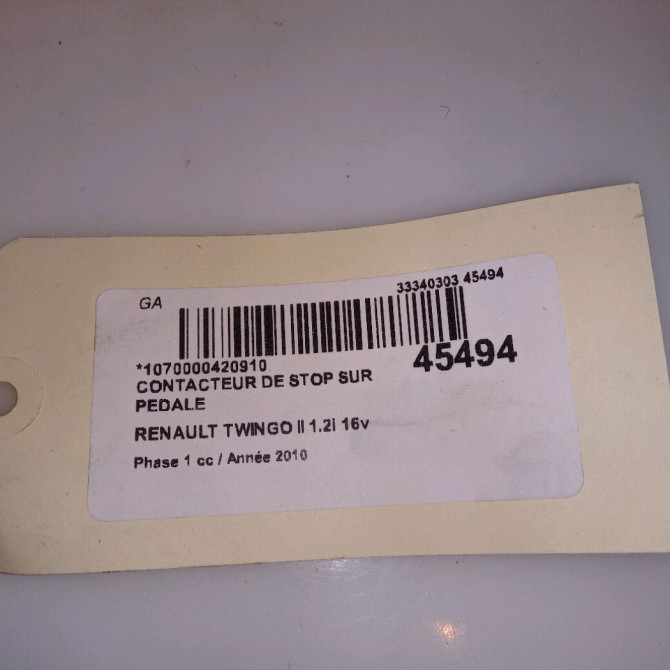 GA
33340303 45494
*1070000420910
45494
CONTACTEUR DE STOP SUR
PEDALE
RENAULT TWINGO II 1.2i 16v
Phase 1 cc / Année 2010